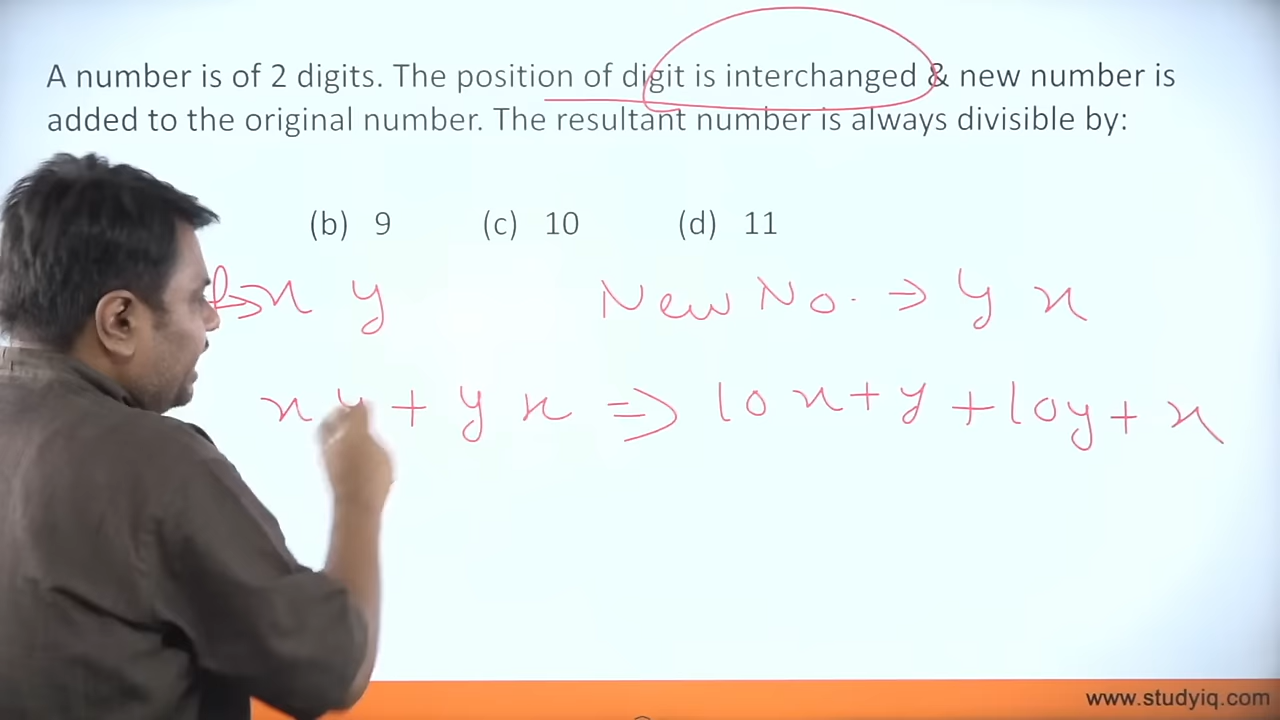 A number is of 2 digits. The position of digit is interchanged & new number is
added to the original number. The resultant number is always divisible by:
(b) 9 (c) 10 (d) 11
x y New No. → y x
x y + y x ⇒ 10x + y + 10y + x
www.studyiq.com